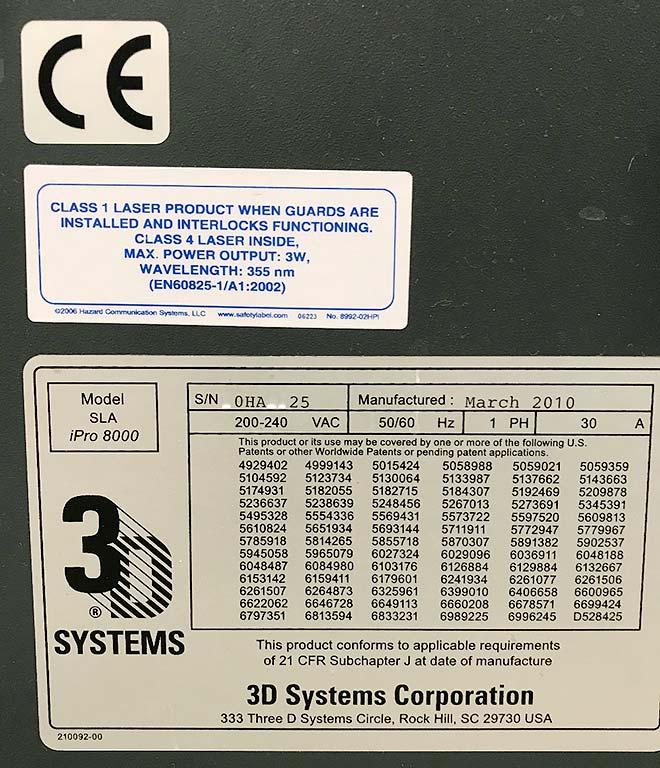 CE
CLASS 1 LASER PRODUCT WHEN GUARDS ARE
INSTALLED AND INTERLOCKS FUNCTIONING.
CLASS 4 LASER INSIDE,
MAX. POWER OUTPUT: 3W,
WAVELENGTH: 355 nm
(EN60825-1/A1:2002)
©2006 Hazard Communication Systems, LLC www.safetylabel.com 06223 No. 8992-02HPI
Model
SLA
iPro 8000
S/N 0HA 25 Manufactured : March 2010
200-240 VAC 50/60 Hz 1 PH 30 A
This product or its use may be covered by one or more of the following U.S.
Patents or other Worldwide Patents or pending patent applications.
4929402 4999143 5015424 5058988 5059021 5059359
5104592 5123734 5130064 5133987 5137662 5143663
5174931 5182055 5182715 5184307 5192469 5209878
5236637 5238639 5248456 5267013 5273691 5345391
5495328 5554336 5569431 5573722 5597520 5609813
5610824 5651934 5693144 5711911 5772947 5779967
5785918 5814265 5855718 5870307 5891382 5902537
5945058 5965079 6027324 6029096 6036911 6048188
6048487 6084980 6103176 6126884 6129884 6132667
6153142 6159411 6179601 6241934 6261077 6261506
6261507 6264873 6325961 6399010 6406658 6600965
6622062 6646728 6649113 6660208 6678571 6699424
6797351 6813594 6833231 6989225 6996245 D528425
3D
®
SYSTEMS
This product conforms to applicable requirements
of 21 CFR Subchapter J at date of manufacture
3D Systems Corporation
333 Three D Systems Circle, Rock Hill, SC 29730 USA
210092-00